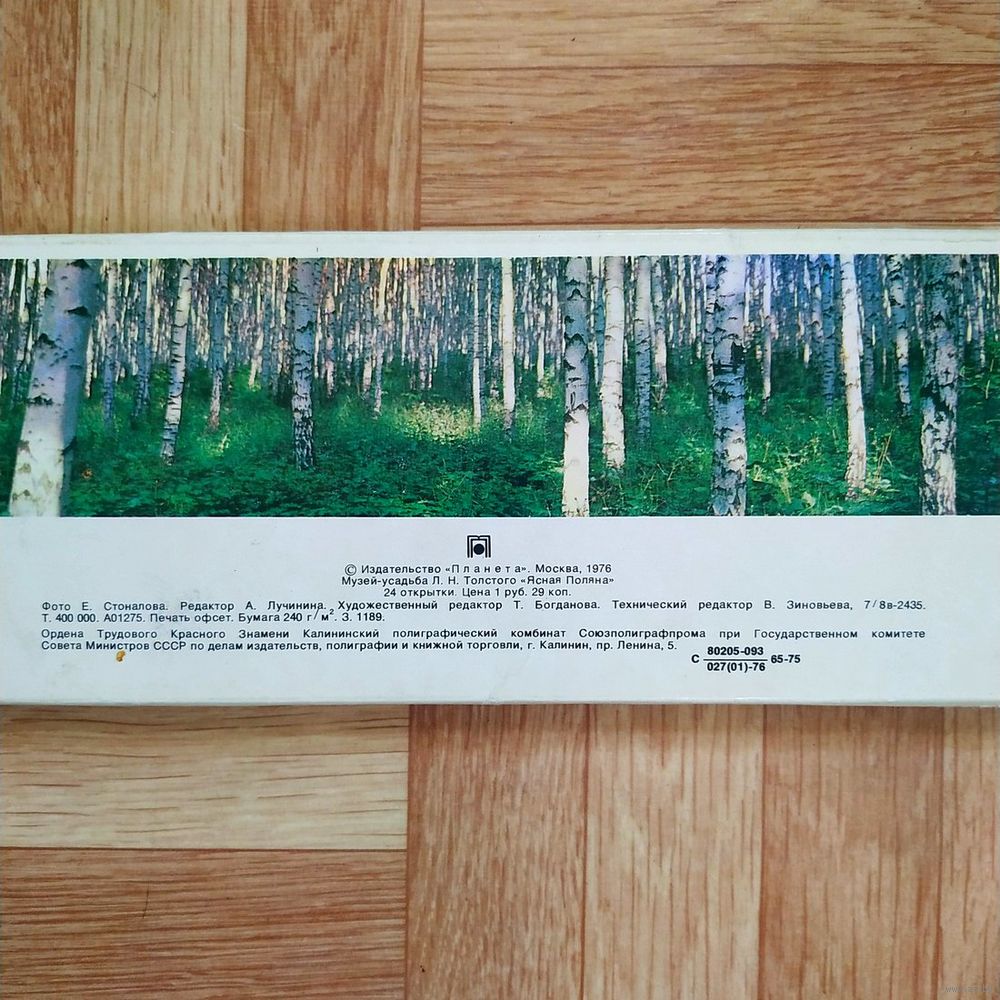 © Издательство «Планета». Москва, 1976
Музей-усадьба Л. Н. Толстого «Ясная Поляна»
24 открытки. Цена 1 руб. 29 коп.
Фото Е. Стоналова. Редактор А. Лучинина. Художественный редактор Т. Богданова. Технический редактор В. Зиновьева, 7/8в-2435.
Т. 400 000. А01275. Печать офсет. Бумага 240 г/м². З. 1189.
Ордена Трудового Красного Знамени Калининский полиграфический комбинат Союзполиграфпрома при Государственном комитете
Совета Министров СССР по делам издательств, полиграфии и книжной торговли, г. Калинин, пр. Ленина, 5.
С 80205-093 65-75
027(01)-76